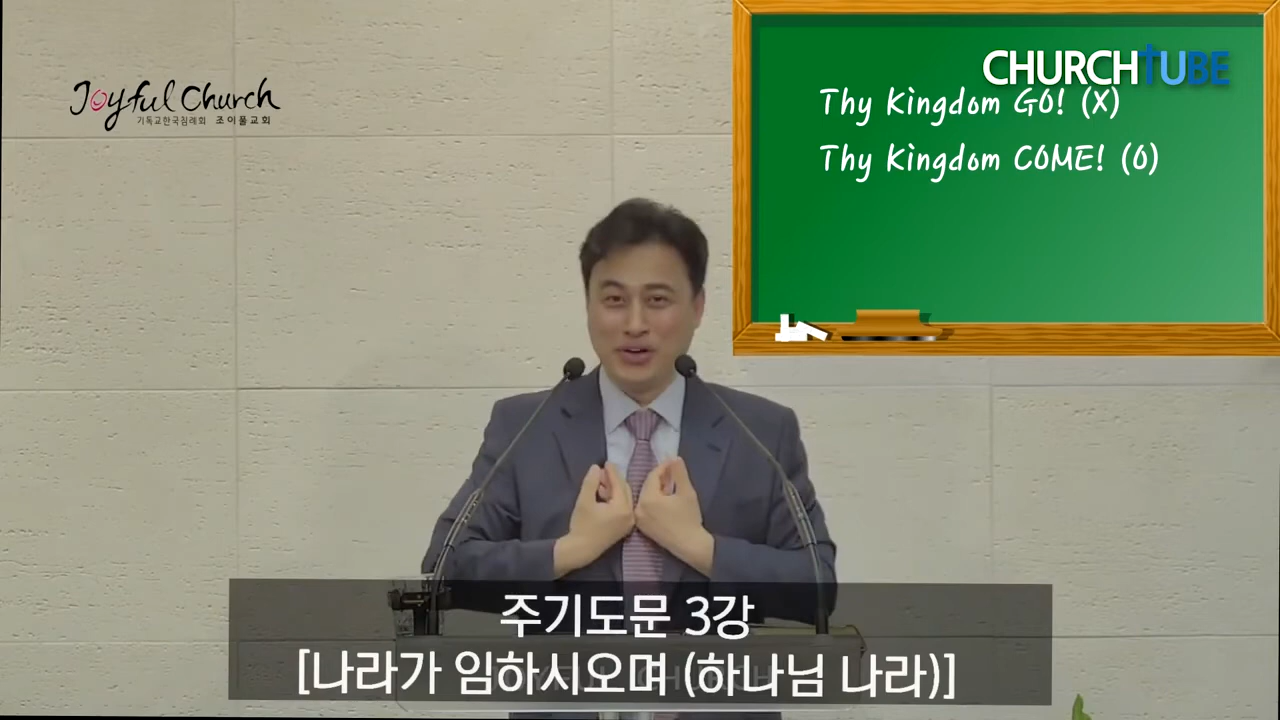 Joyful Church
기독교한국침례회 조이풀교회
CHURCHTUBE
Thy Kingdom GO! (X)
Thy Kingdom COME! (O)
주기도문 3강
[나라가 임하시오며 (하나님 나라)]
JOYFUL CHURCH